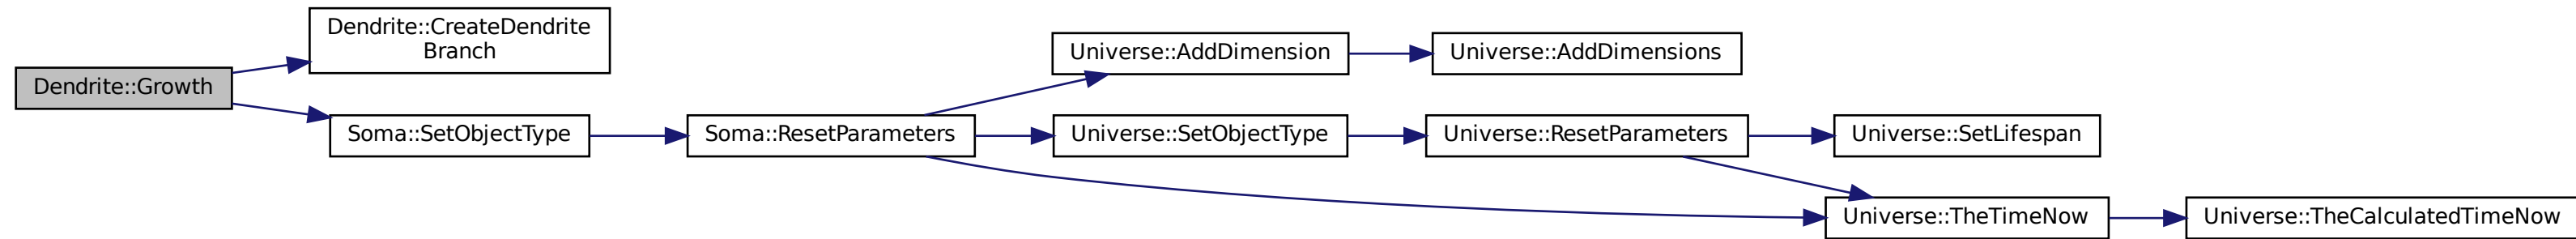 Dendrite::Growth
Dendrite::CreateDendrite
Branch
Soma::SetObjectType
Soma::ResetParameters
Universe::AddDimension
Universe::AddDimensions
Universe::SetObjectType
Universe::ResetParameters
Universe::SetLifespan
Universe::TheTimeNow
Universe::TheCalculatedTimeNow